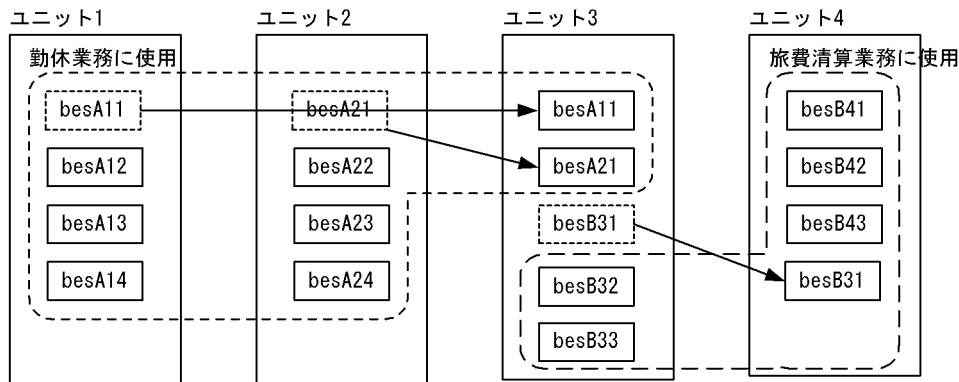 ユニット1
ユニット2
ユニット3
ユニット4
勤休業務に使用
旅費清算業務に使用
besA11
besA21
besA11
besB41
besA12
besA22
besA21
besB42
besA13
besA23
besB31
besB43
besA14
besA24
besB32
besB31
besB33